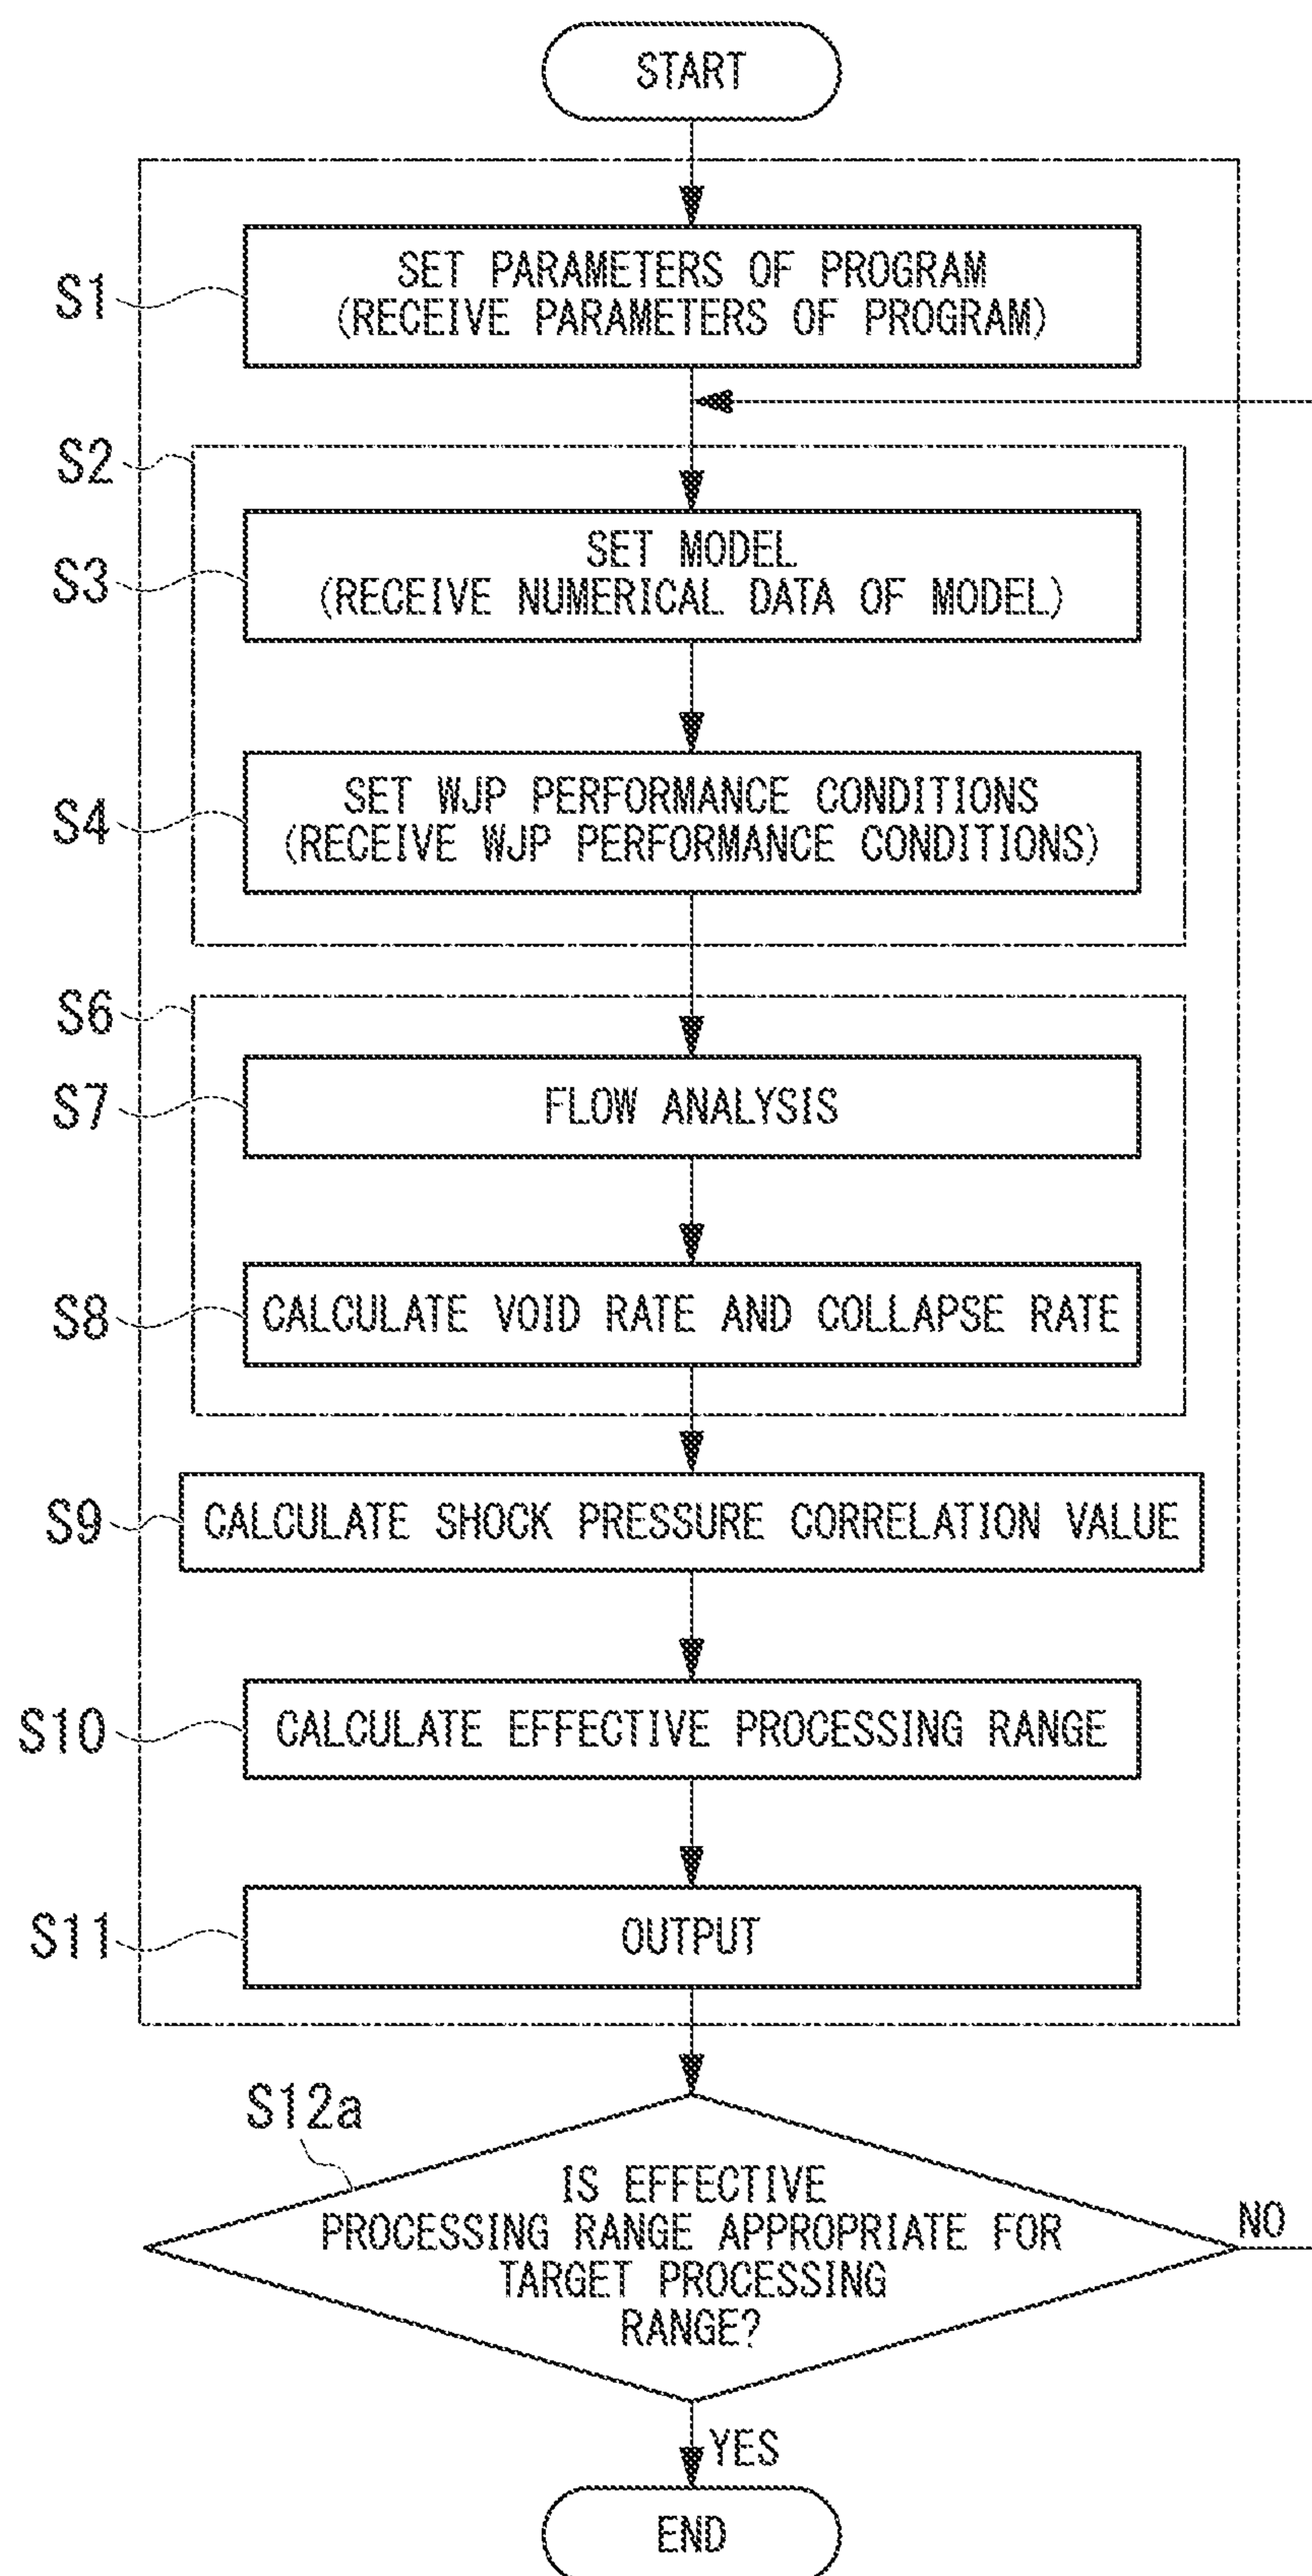 START
S1
SET PARAMETERS OF PROGRAM
(RECEIVE PARAMETERS OF PROGRAM)
S2
S3
SET MODEL
(RECEIVE NUMERICAL DATA OF MODEL)
S4
SET WJP PERFORMANCE CONDITIONS
(RECEIVE WJP PERFORMANCE CONDITIONS)
S6
S7
FLOW ANALYSIS
S8
CALCULATE VOID RATE AND COLLAPSE RATE
S9
CALCULATE SHOCK PRESSURE CORRELATION VALUE
S10
CALCULATE EFFECTIVE PROCESSING RANGE
S11
OUTPUT
S12a
IS EFFECTIVE
PROCESSING RANGE APPROPRIATE FOR
TARGET PROCESSING
RANGE?
NO
YES
END